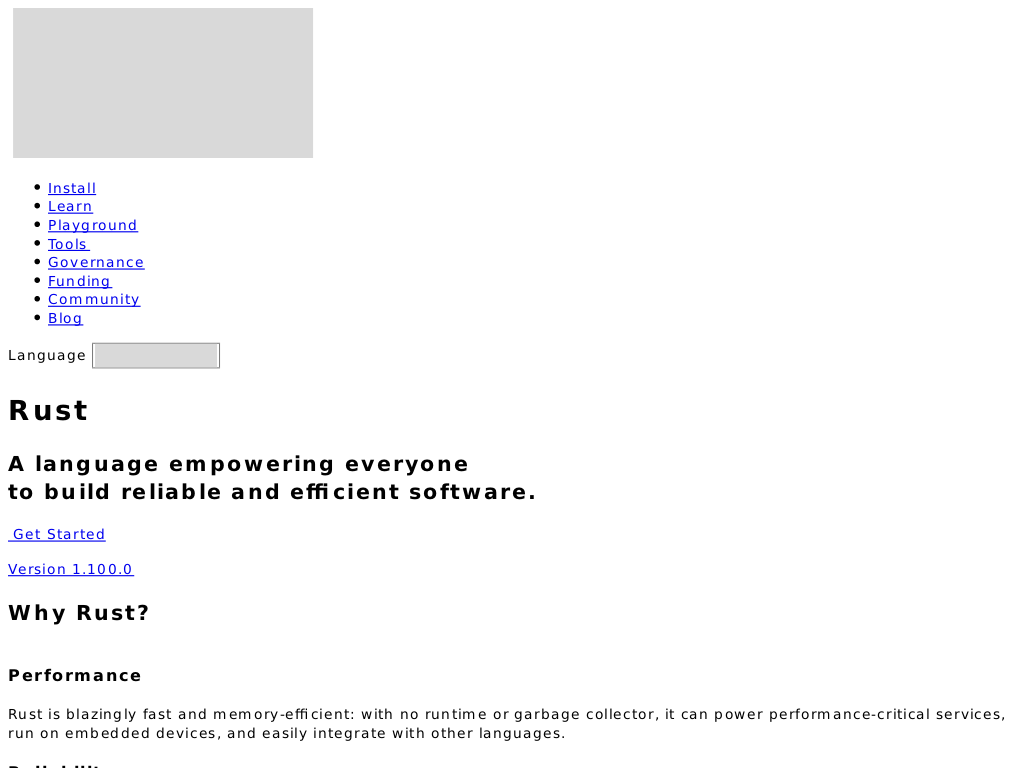 Install
Learn
Playground
Tools
Governance
Funding
Community
Blog
Language
Rust
A language empowering everyone
to build reliable and efficient software.
Get Started
Version 1.100.0
Why Rust?
Performance
Rust is blazingly fast and memory-efficient: with no runtime or garbage collector, it can power performance-critical services,
run on embedded devices, and easily integrate with other languages.